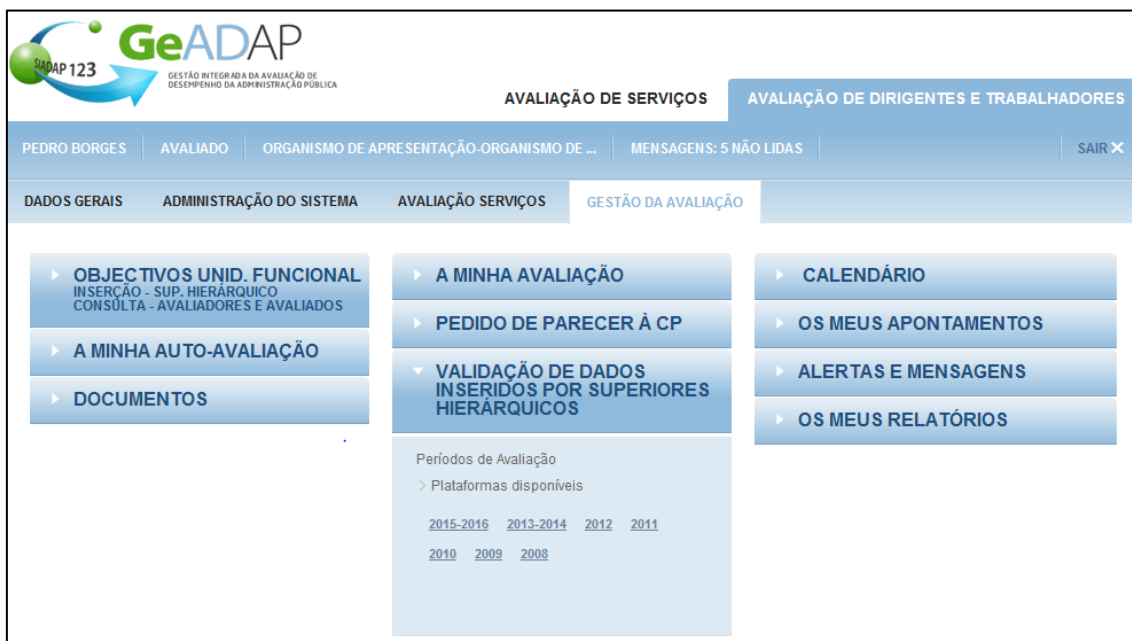 SIADAP 123
GeADAP
GESTÃO INTEGRADA DA AVALIAÇÃO DE
DESEMPENHO DA ADMINISTRAÇÃO PÚBLICA
AVALIAÇÃO DE SERVIÇOS
AVALIAÇÃO DE DIRIGENTES E TRABALHADORES
PEDRO BORGES
AVALIADO
ORGANISMO DE APRESENTAÇÃO-ORGANISMO DE ...
MENSAGENS: 5 NÃO LIDAS
SAIR X
DADOS GERAIS
ADMINISTRAÇÃO DO SISTEMA
AVALIAÇÃO SERVIÇOS
GESTÃO DA AVALIAÇÃO
OBJECTIVOS UNID. FUNCIONAL
INSERÇÃO - SUP. HIERÁRQUICO
CONSULTA - AVALIADORES E AVALIADOS
A MINHA AUTO-AVALIAÇÃO
DOCUMENTOS
A MINHA AVALIAÇÃO
PEDIDO DE PARECER À CP
VALIDAÇÃO DE DADOS
INSERIDOS POR SUPERIORES
HIERÁRQUICOS
Períodos de Avaliação
> Plataformas disponíveis
2015-2016 2013-2014 2012 2011
2010 2009 2008
CALENDÁRIO
OS MEUS APONTAMENTOS
ALERTAS E MENSAGENS
OS MEUS RELATÓRIOS